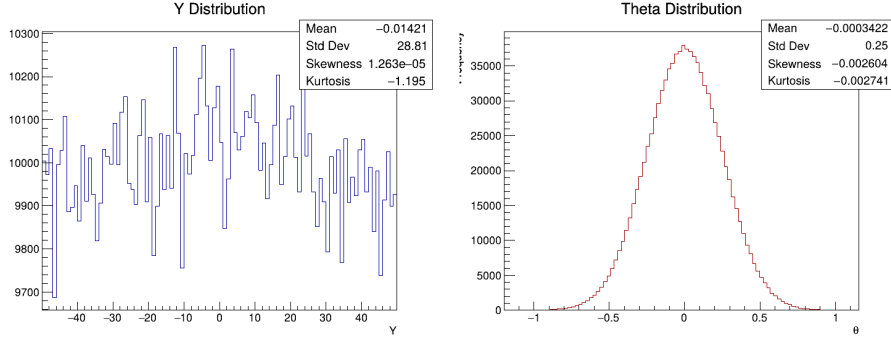 Y Distribution
Mean −0.01421
Std Dev 28.81
Skewness 1.263e−05
Kurtosis −1.195
10300
10200
10100
10000
9900
9800
9700
−40 −30 −20 −10 0 10 20 30 40
Y
Theta Distribution
Mean −0.0003422
Std Dev 0.25
Skewness −0.002604
Kurtosis −0.002741
Frequency
35000
30000
25000
20000
15000
10000
5000
0
−1 −0.5 0 0.5 1
θ